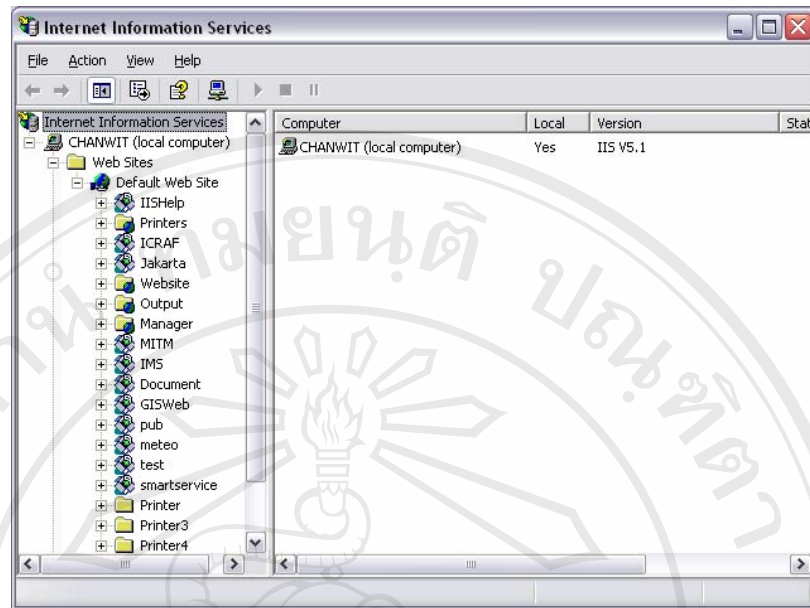 Internet Information Services
File Action View Help
Internet Information Services
CHANWIT (local computer)
Web Sites
Default Web Site
IISHelp
Printers
ICRAF
Jakarta
Website
Output
Manager
MITM
IMS
Document
GISWeb
pub
meteo
test
smartservice
Printer
Printer3
Printer4
Computer Local Version Stat
CHANWIT (local computer) Yes IIS V5.1